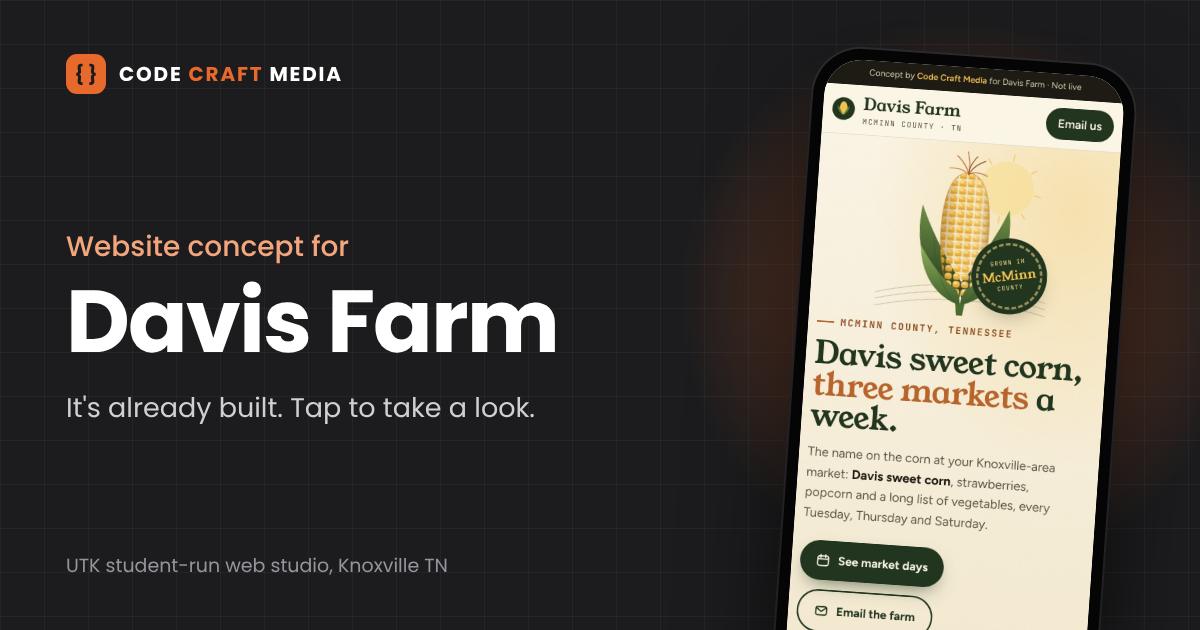 { } CODE CRAFT MEDIA
Website concept for
Davis Farm
It's already built. Tap to take a look.
UTK student-run web studio, Knoxville TN
Concept by Code Craft Media for Davis Farm · Not live
Davis Farm
MCMINN COUNTY · TN
Email us
GROWN IN
McMinn
COUNTY
MCMINN COUNTY, TENNESSEE
Davis sweet corn,
three markets a
week.
The name on the corn at your Knoxville-area
market: Davis sweet corn, strawberries,
popcorn and a long list of vegetables, every
Tuesday, Thursday and Saturday.
See market days
Email the farm